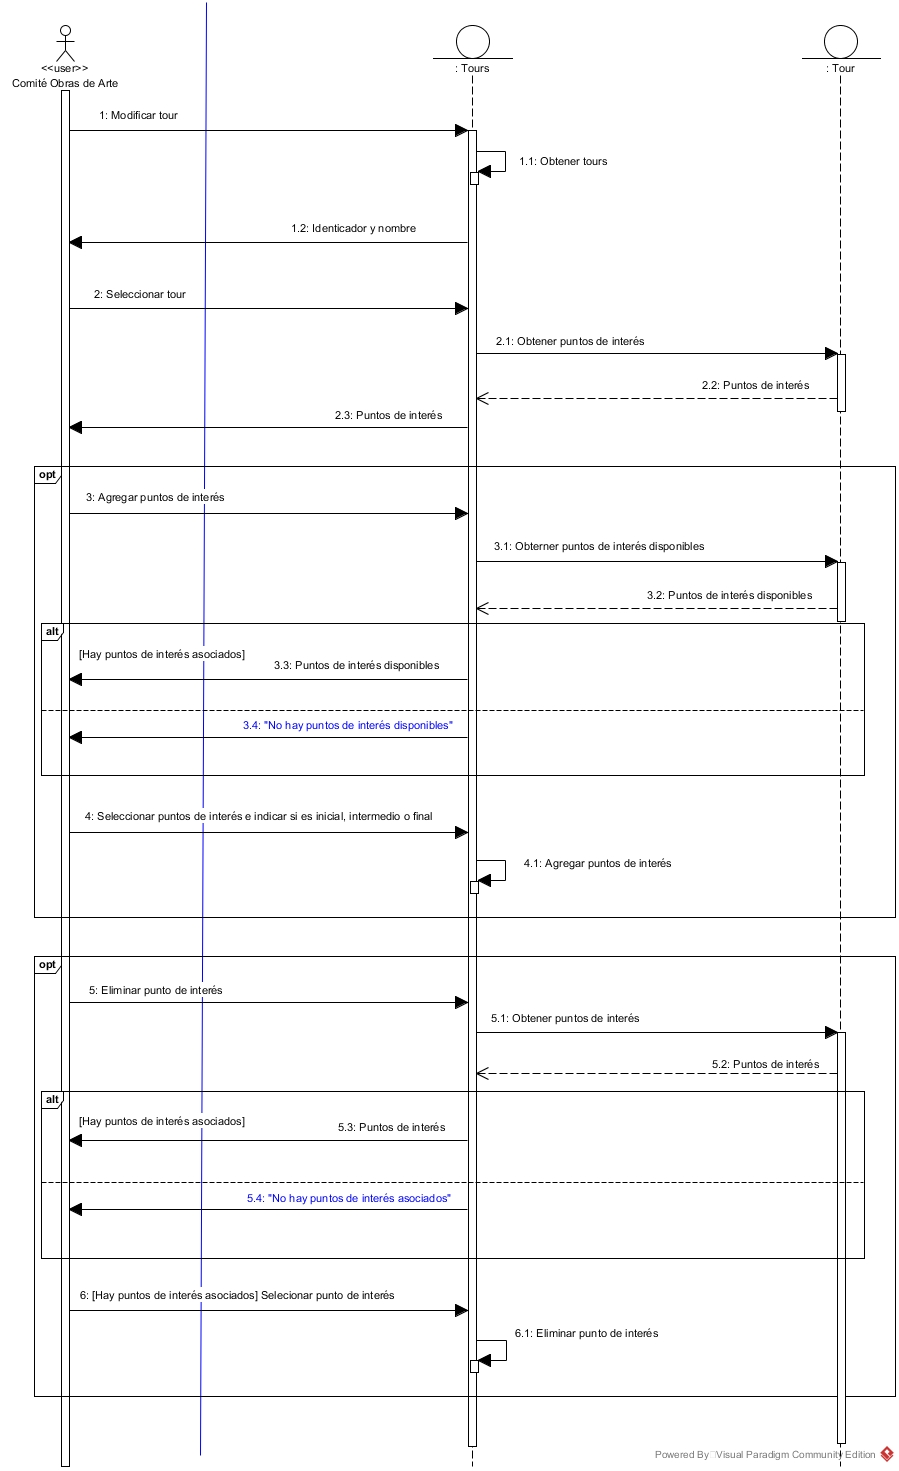 <<user>>
Comité Obras de Arte
: Tours
: Tour
1: Modificar tour
1.1: Obtener tours
1.2: Identicador y nombre
2: Seleccionar tour
2.1: Obtener puntos de interés
2.2: Puntos de interés
2.3: Puntos de interés
opt
3: Agregar puntos de interés
3.1: Obterner puntos de interés disponibles
3.2: Puntos de interés disponibles
alt
[Hay puntos de interés asociados]
3.3: Puntos de interés disponibles
3.4: "No hay puntos de interés disponibles"
4: Seleccionar puntos de interés e indicar si es inicial, intermedio o final
4.1: Agregar puntos de interés
opt
5: Eliminar punto de interés
5.1: Obtener puntos de interés
5.2: Puntos de interés
alt
[Hay puntos de interés asociados]
5.3: Puntos de interés
5.4: "No hay puntos de interés asociados"
6: [Hay puntos de interés asociados] Selecionar punto de interés
6.1: Eliminar punto de interés
Powered By Visual Paradigm Community Edition